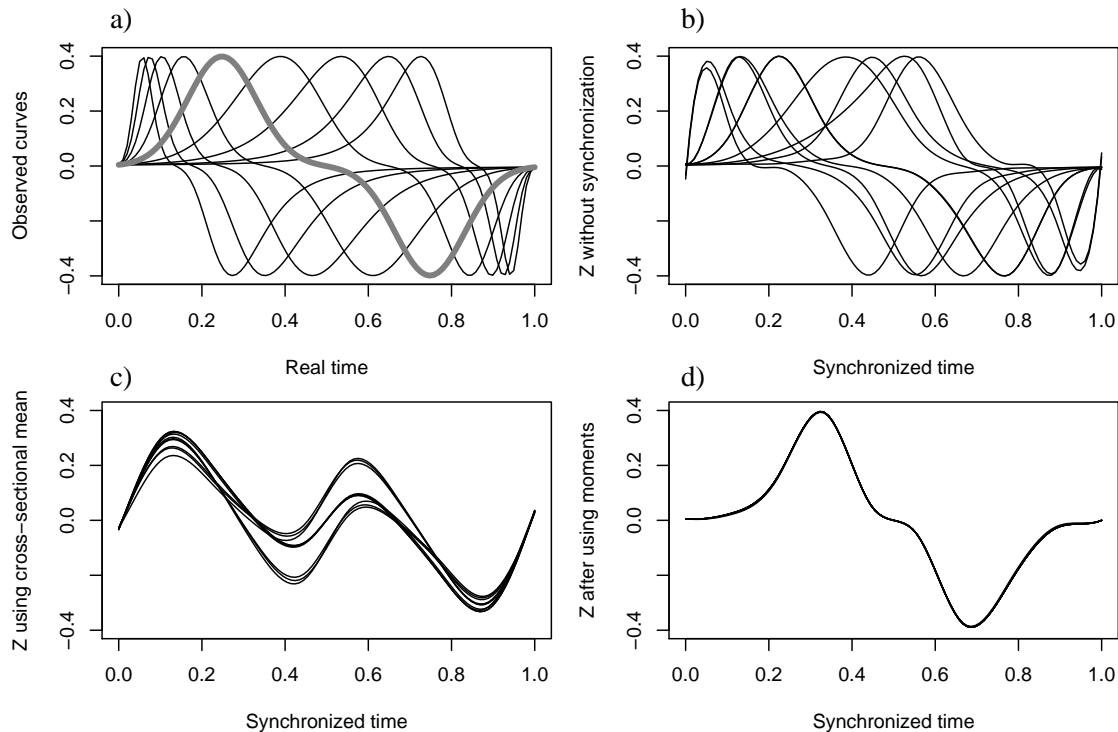 a)
Observed curves
0.4
0.2
0.0
−0.4
0.0 0.2 0.4 0.6 0.8 1.0
Real time
b)
Z without synchronization
0.4
0.2
0.0
−0.4
0.0 0.2 0.4 0.6 0.8 1.0
Synchronized time
c)
Z using cross−sectional mean
0.4
0.2
0.0
−0.4
0.0 0.2 0.4 0.6 0.8 1.0
Synchronized time
d)
Z after using moments
0.4
0.2
0.0
−0.4
0.0 0.2 0.4 0.6 0.8 1.0
Synchronized time